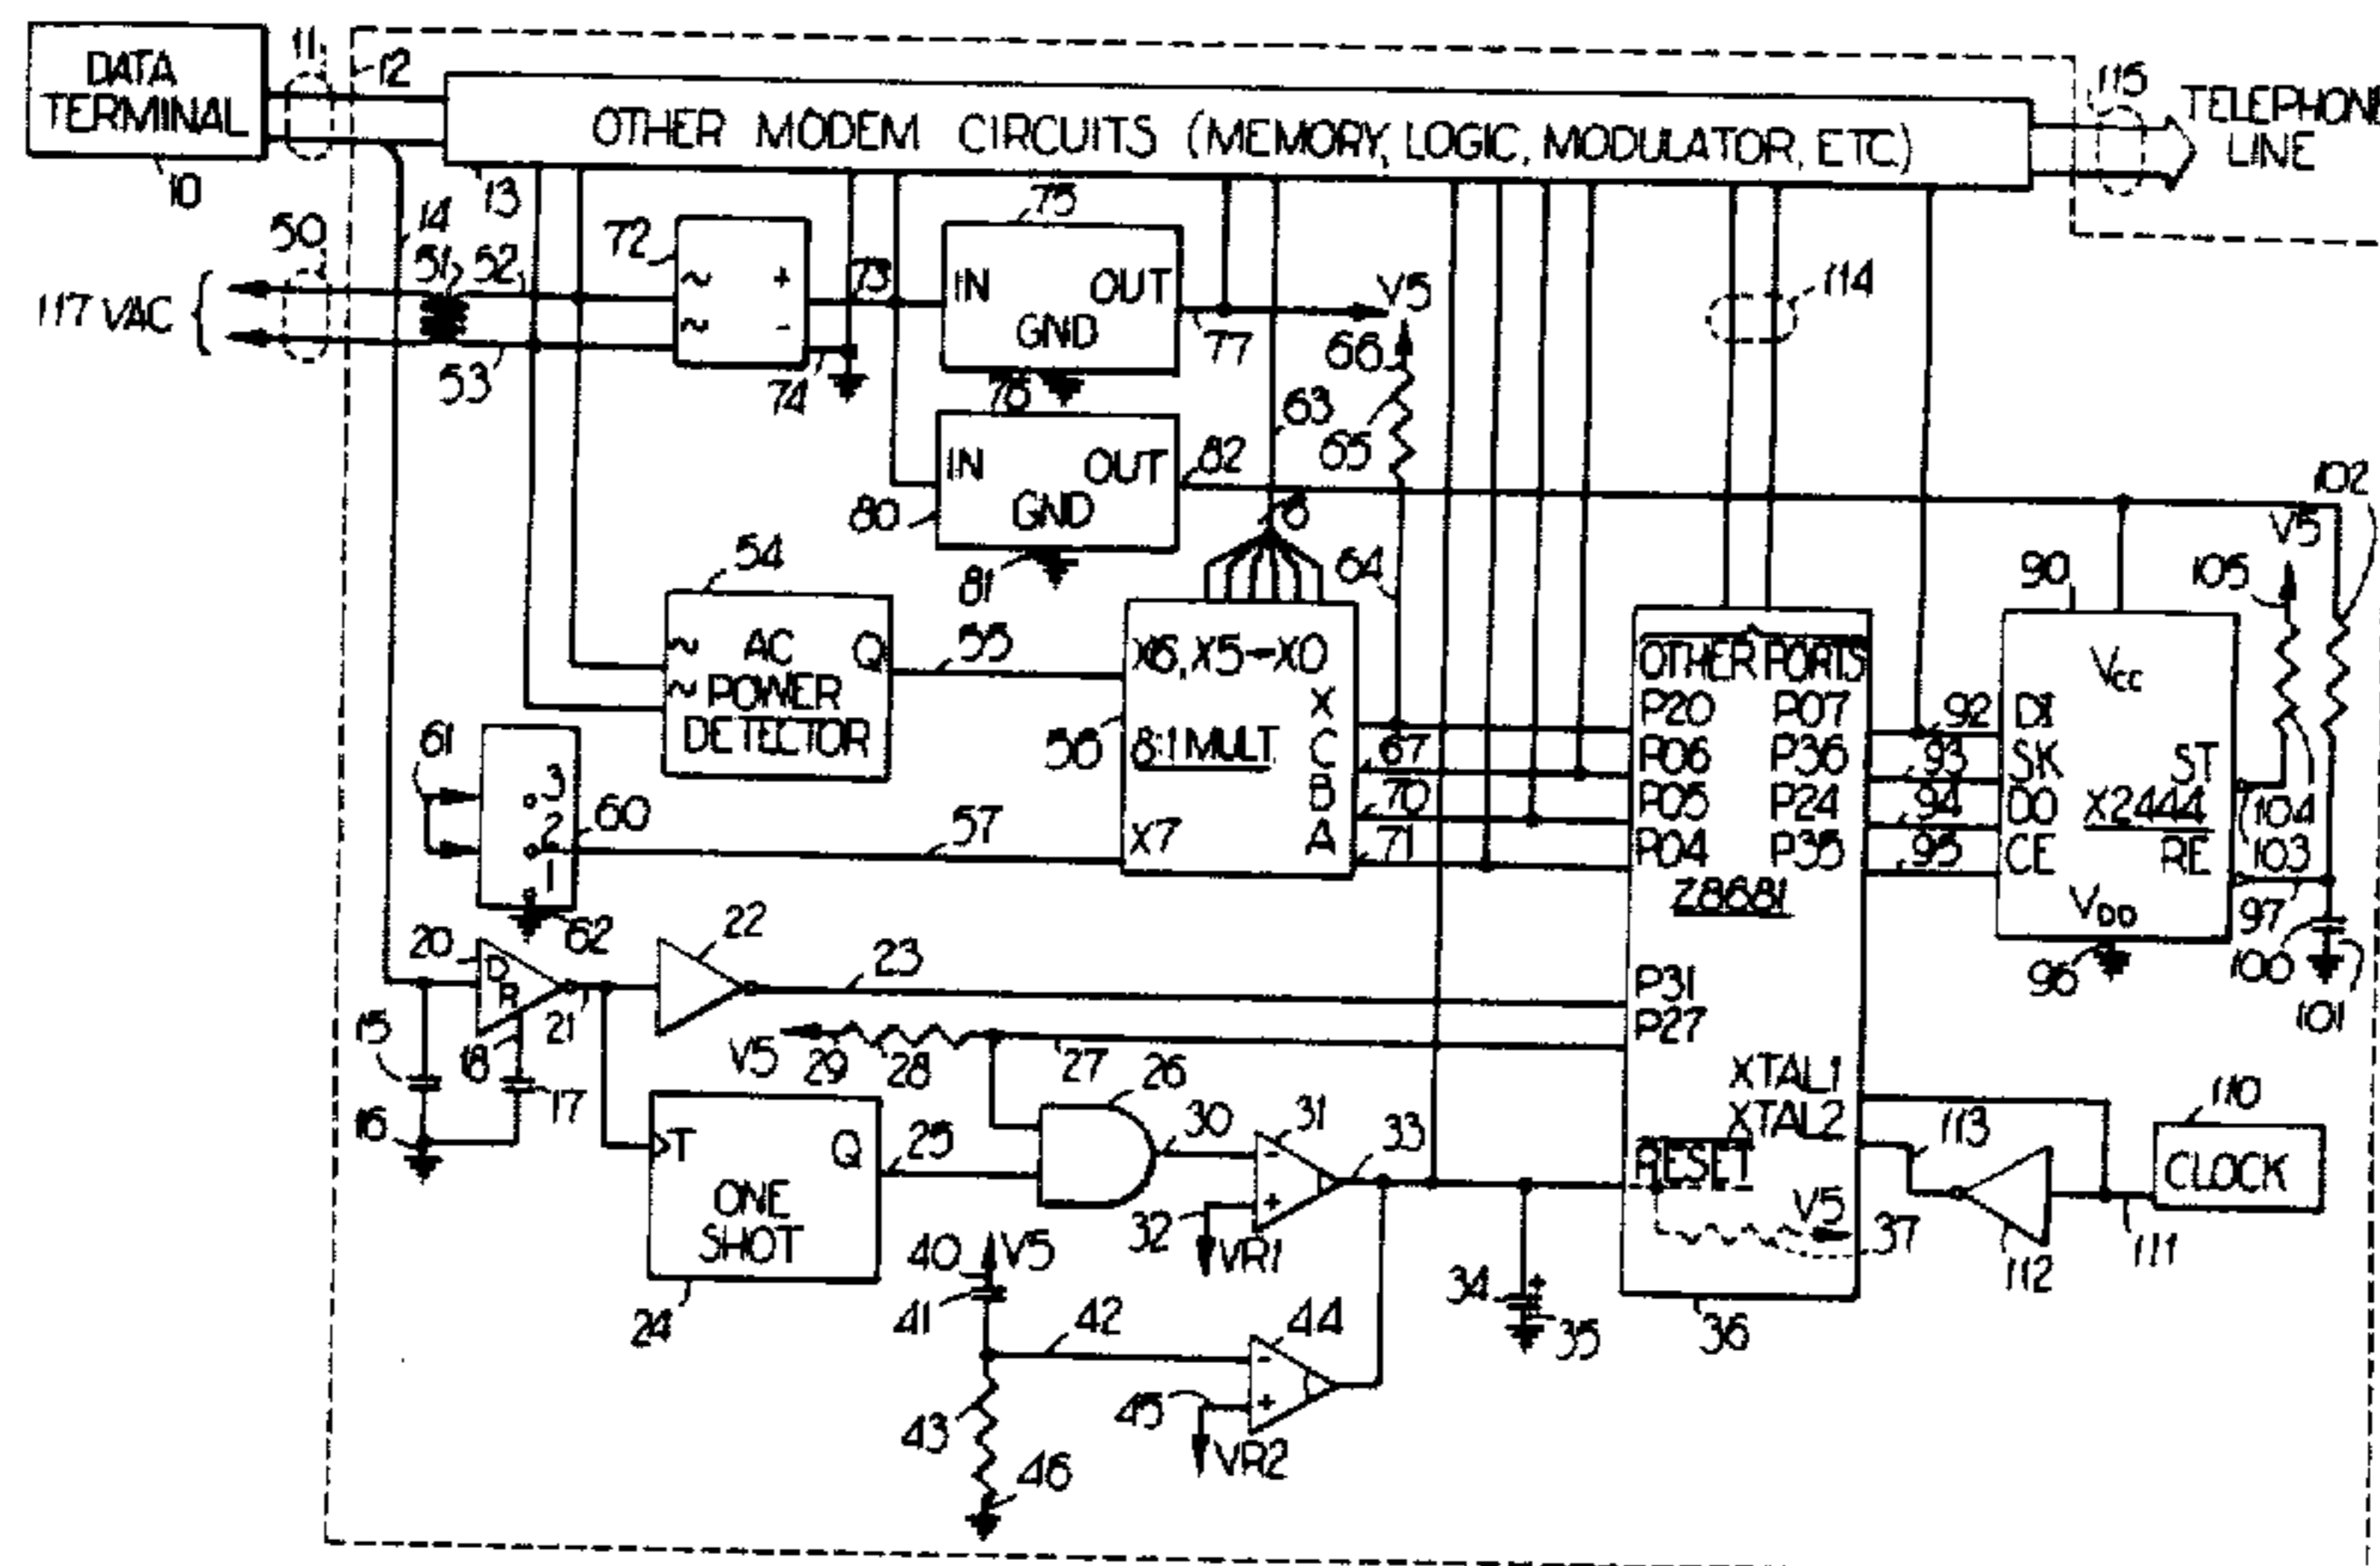 DATA
TERMINAL
10
11
12
OTHER MODEM CIRCUITS (MEMORY, LOGIC, MODULATOR, ETC)
13
14
115
TELEPHONE
LINE
117 VAC
50
51
52
53
72
~
~
+
-
73
74
75
IN
OUT
GND
76
77
V5
66
65
63
64
114
80
IN
OUT
GND
81
82
8
54
~
~
AC
POWER
DETECTOR
Q
55
56
X6, X5-X0
8:1 MULT
X7
X
C
B
A
67
70
71
61
3
2
1
60
57
62
OTHER PORTS
P20
P06
P05
P04
P07
P36
P24
P35
Z8681
P31
P27
XTAL1
XTAL2
RESET
V5
37
36
90
VCC
DI
SK
DO
CE
ST
X2444
RE
VDD
92
93
94
95
96
97
100
101
102
V5
105
104
103
20
D
R
21
22
23
15
16
17
18
V5
29
28
27
26
T
Q
ONE
SHOT
24
25
30
31
-
+
32
VR1
33
34
+
35
40
V5
41
42
43
46
44
-
+
45
VR2
110
CLOCK
111
112
113